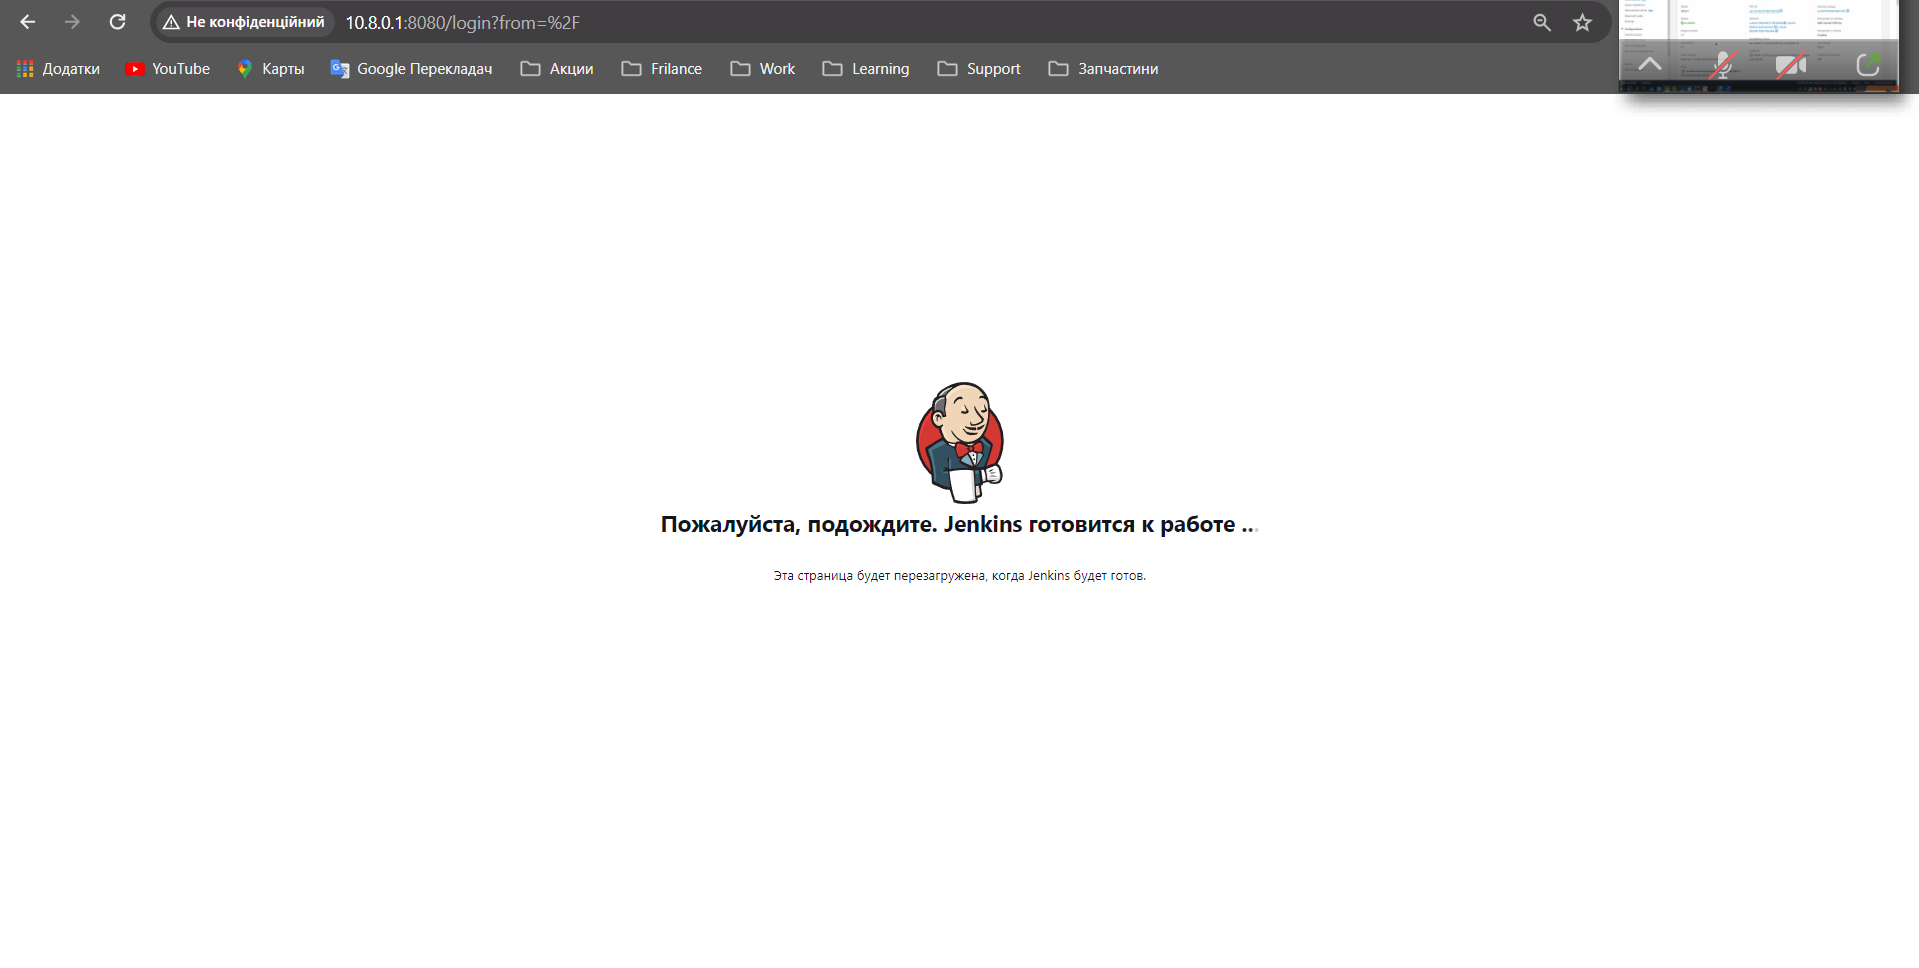 Не конфіденційний 10.8.0.1:8080/login?from=%2F
Додатки YouTube Карты Google Перекладач Акции Frilance Work Learning Support Запчастини
Пожалуйста, подождите. Jenkins готовится к работе ...
Эта страница будет перезагружена, когда Jenkins будет готов.